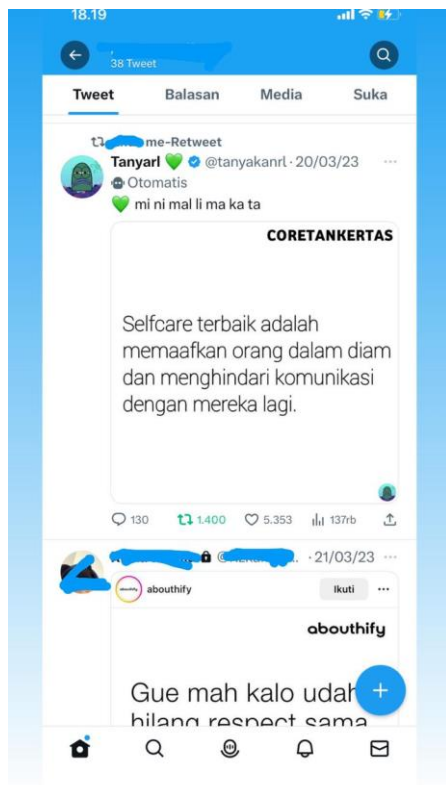 18.19
38 Tweet
Tweet Balasan Media Suka
me-Retweet
Tanyarl 💚 @tanyakanrl · 20/03/23 ...
Otomatis
💚 mi ni mal li ma ka ta
CORETANKERTAS
Selfcare terbaik adalah
memaafkan orang dalam diam
dan menghindari komunikasi
dengan mereka lagi.
130 1.400 5.353 137rb
· 21/03/23 ...
abouthify Ikuti ...
abouthify
Gue mah kalo udah
hilang respect sama